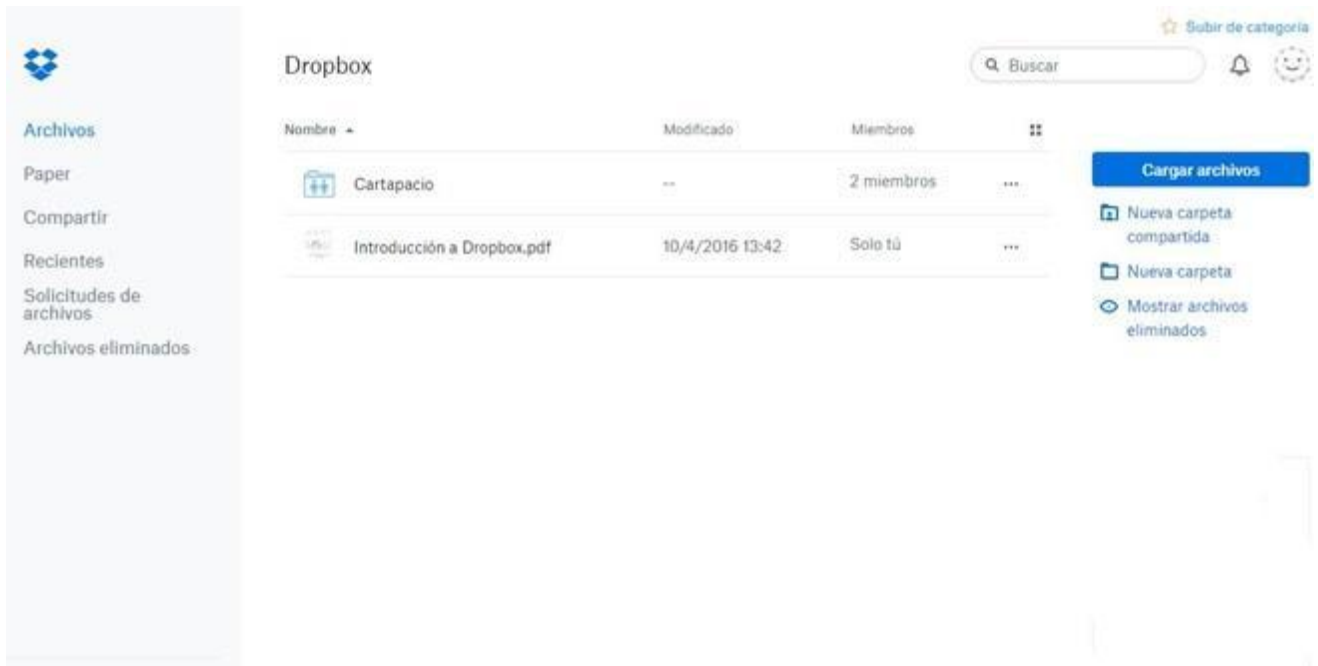 Subir de categoría
Dropbox
Buscar
Archivos
Paper
Compartir
Recientes
Solicitudes de
archivos
Archivos eliminados
Nombre Modificado Miembros
Cartapacio -- 2 miembros ...
Introducción a Dropbox.pdf 10/4/2016 13:42 Solo tú ...
Cargar archivos
Nueva carpeta
compartida
Nueva carpeta
Mostrar archivos
eliminados